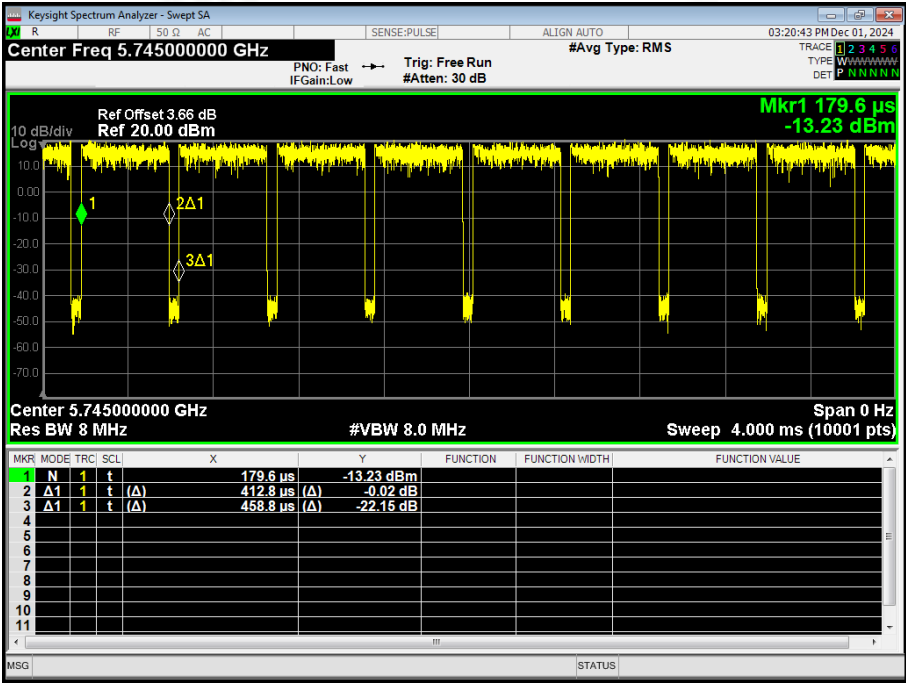 Keysight Spectrum Analyzer - Swept SA
LXI R RF 50 Ω AC SENSE:PULSE ALIGN AUTO 03:20:43 PM Dec 01, 2024
Center Freq 5.745000000 GHz #Avg Type: RMS TRACE 1 2 3 4 5 6
PNO: Fast Trig: Free Run TYPE WWWWWW
IFGain:Low #Atten: 30 dB DET P N N N N N
Mkr1 179.6 µs
Ref Offset 3.66 dB
10 dB/div Ref 20.00 dBm -13.23 dBm
Log
10.0
0.00
1 2Δ1
-10.0
-20.0
3Δ1
-30.0
-40.0
-50.0
-60.0
-70.0
Center 5.745000000 GHz Span 0 Hz
Res BW 8 MHz #VBW 8.0 MHz Sweep 4.000 ms (10001 pts)
MKR MODE TRC SCL X Y FUNCTION FUNCTION WIDTH FUNCTION VALUE
1 N 1 t 179.6 µs -13.23 dBm
2 Δ1 1 t (Δ) 412.8 µs (Δ) -0.02 dB
3 Δ1 1 t (Δ) 458.8 µs (Δ) -22.15 dB
4
5
6
7
8
9
10
11
MSG STATUS